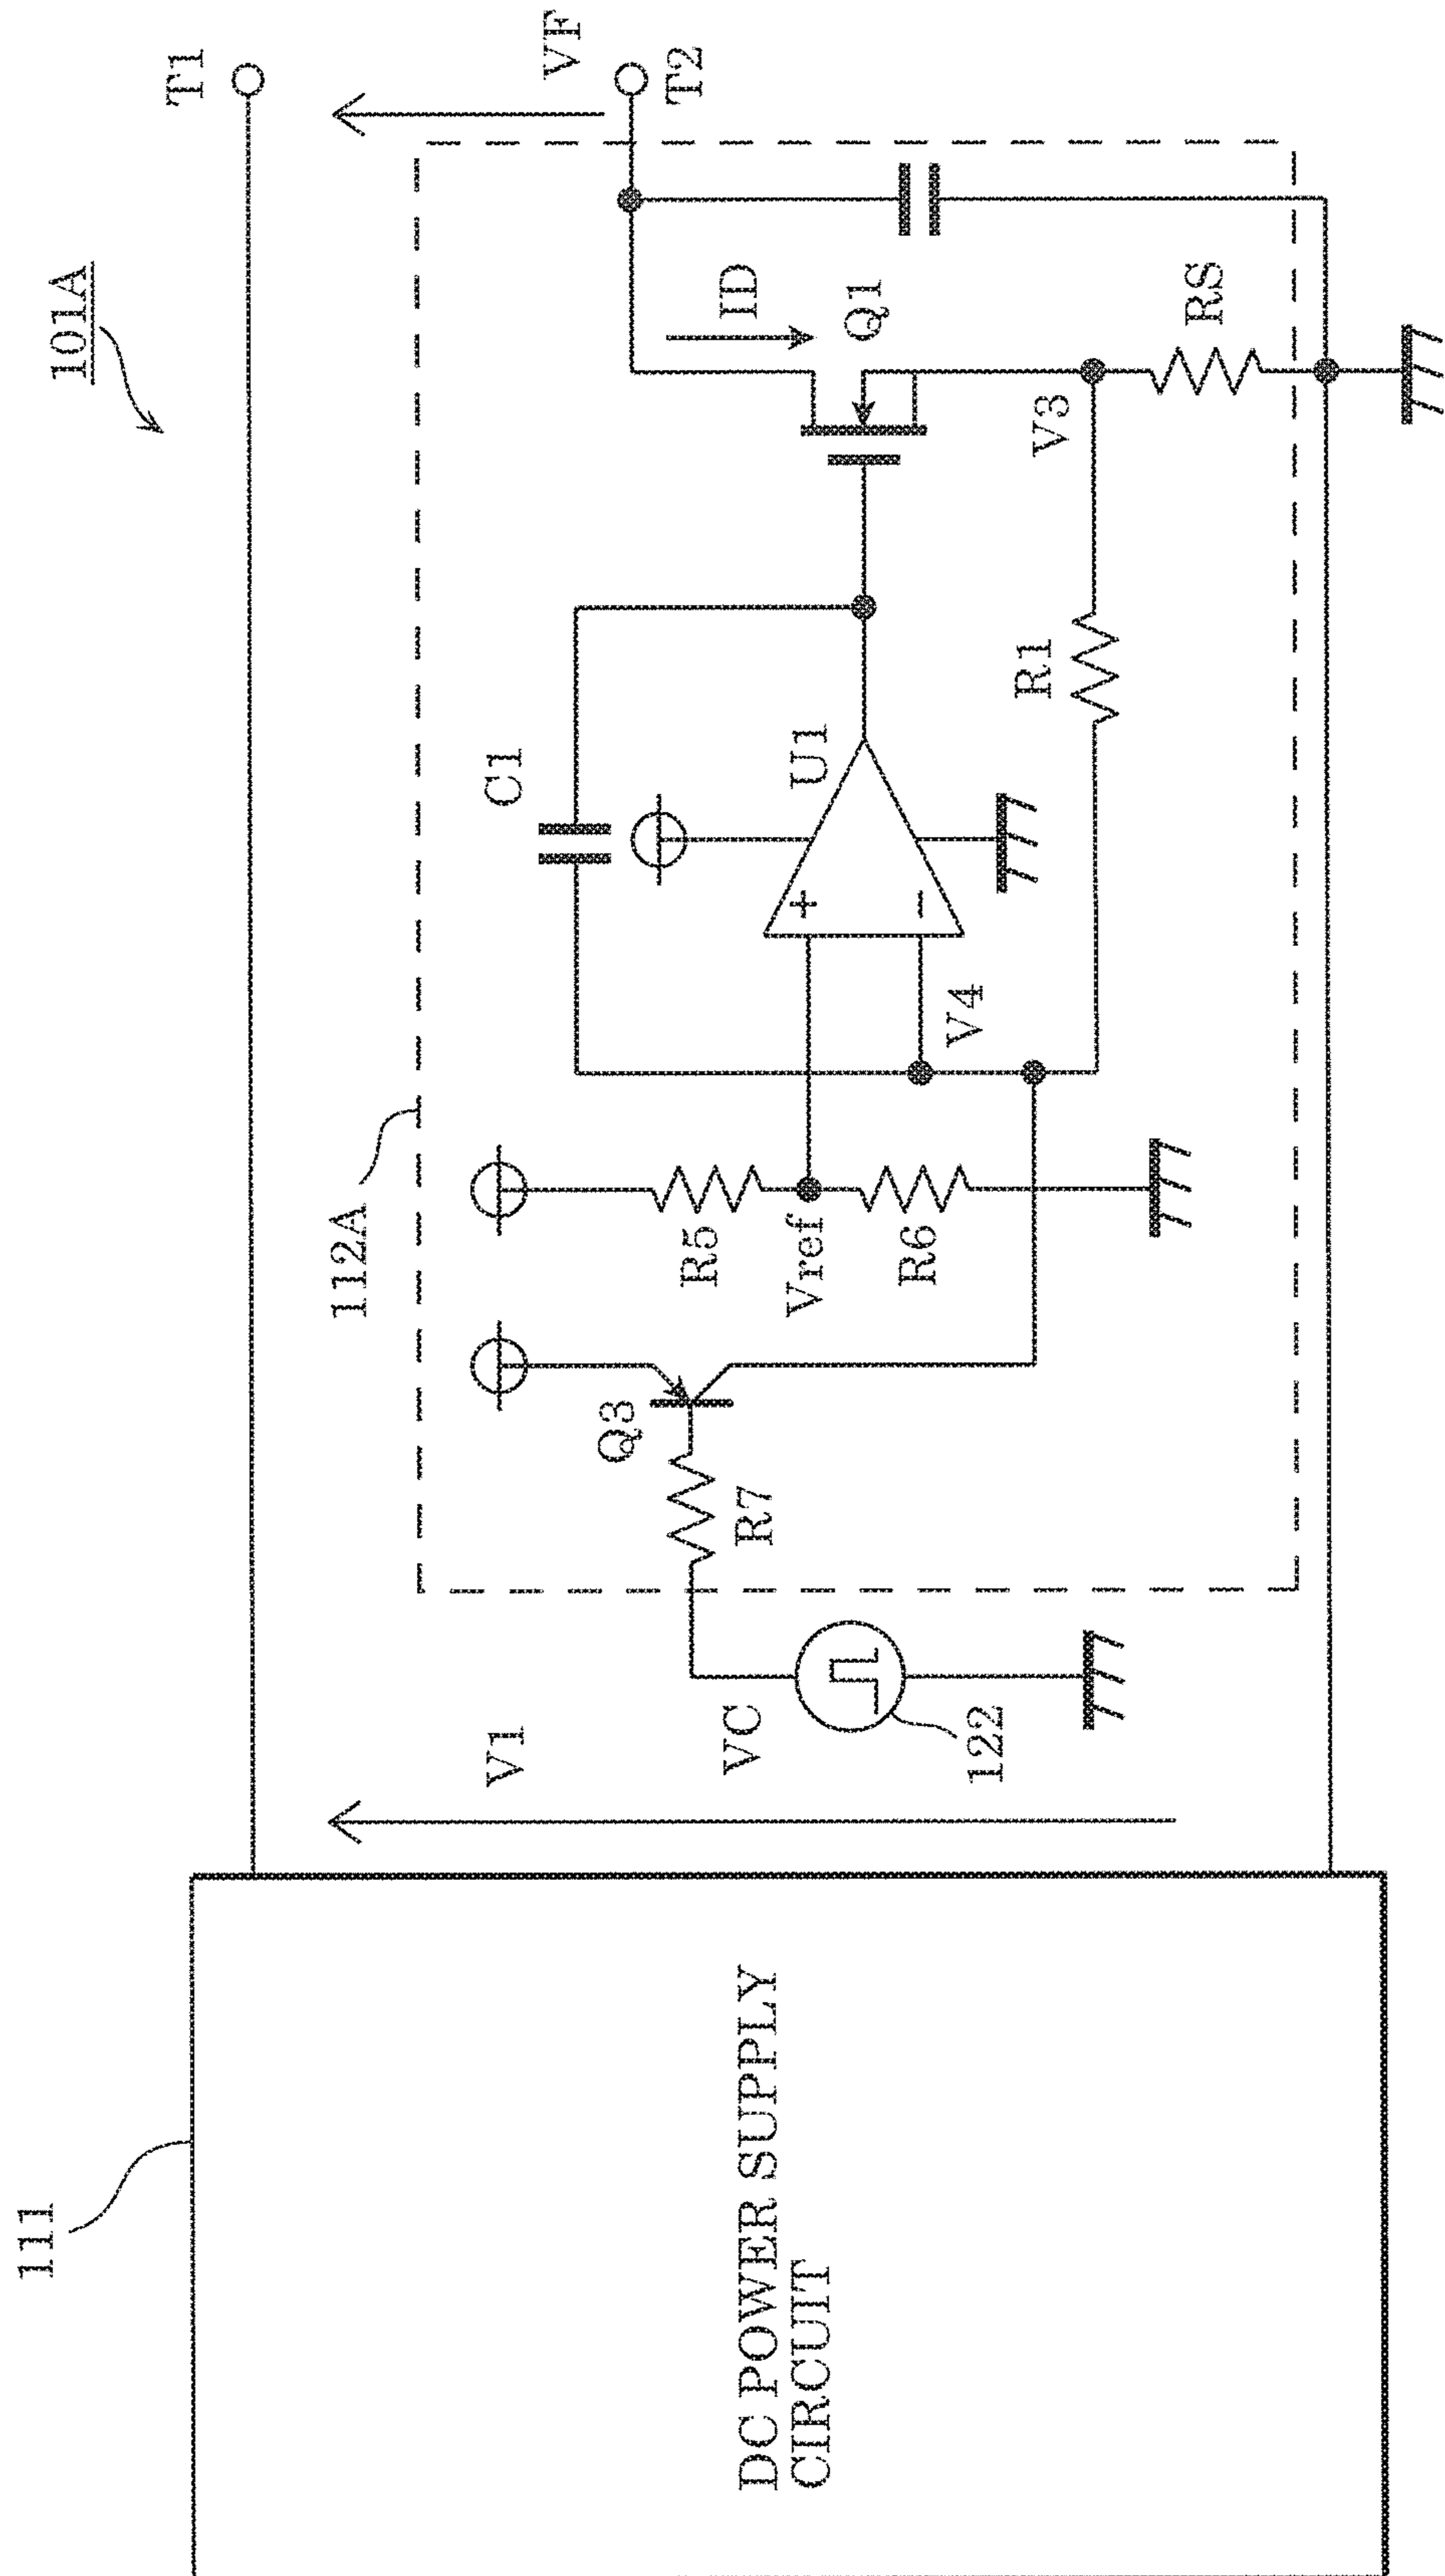 101A
111
DC POWER SUPPLY
CIRCUIT
V1
VC
122
112A
Q3
R7
R5
Vref
R6
C1
+
−
U1
V4
R1
V3
ID
Q1
RS
T1
VF
T2